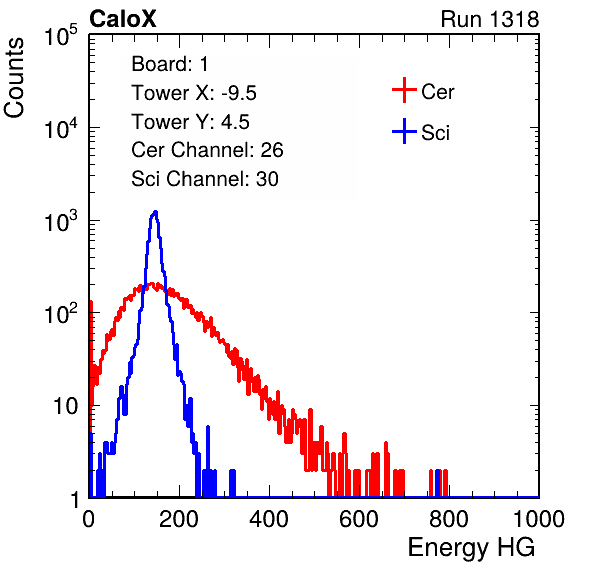 CaloX Run 1318
Counts
10^5
10^4
10^3
10^2
10
1
Board: 1
Tower X: -9.5
Tower Y: 4.5
Cer Channel: 26
Sci Channel: 30
Cer
Sci
0 200 400 600 800 1000
Energy HG